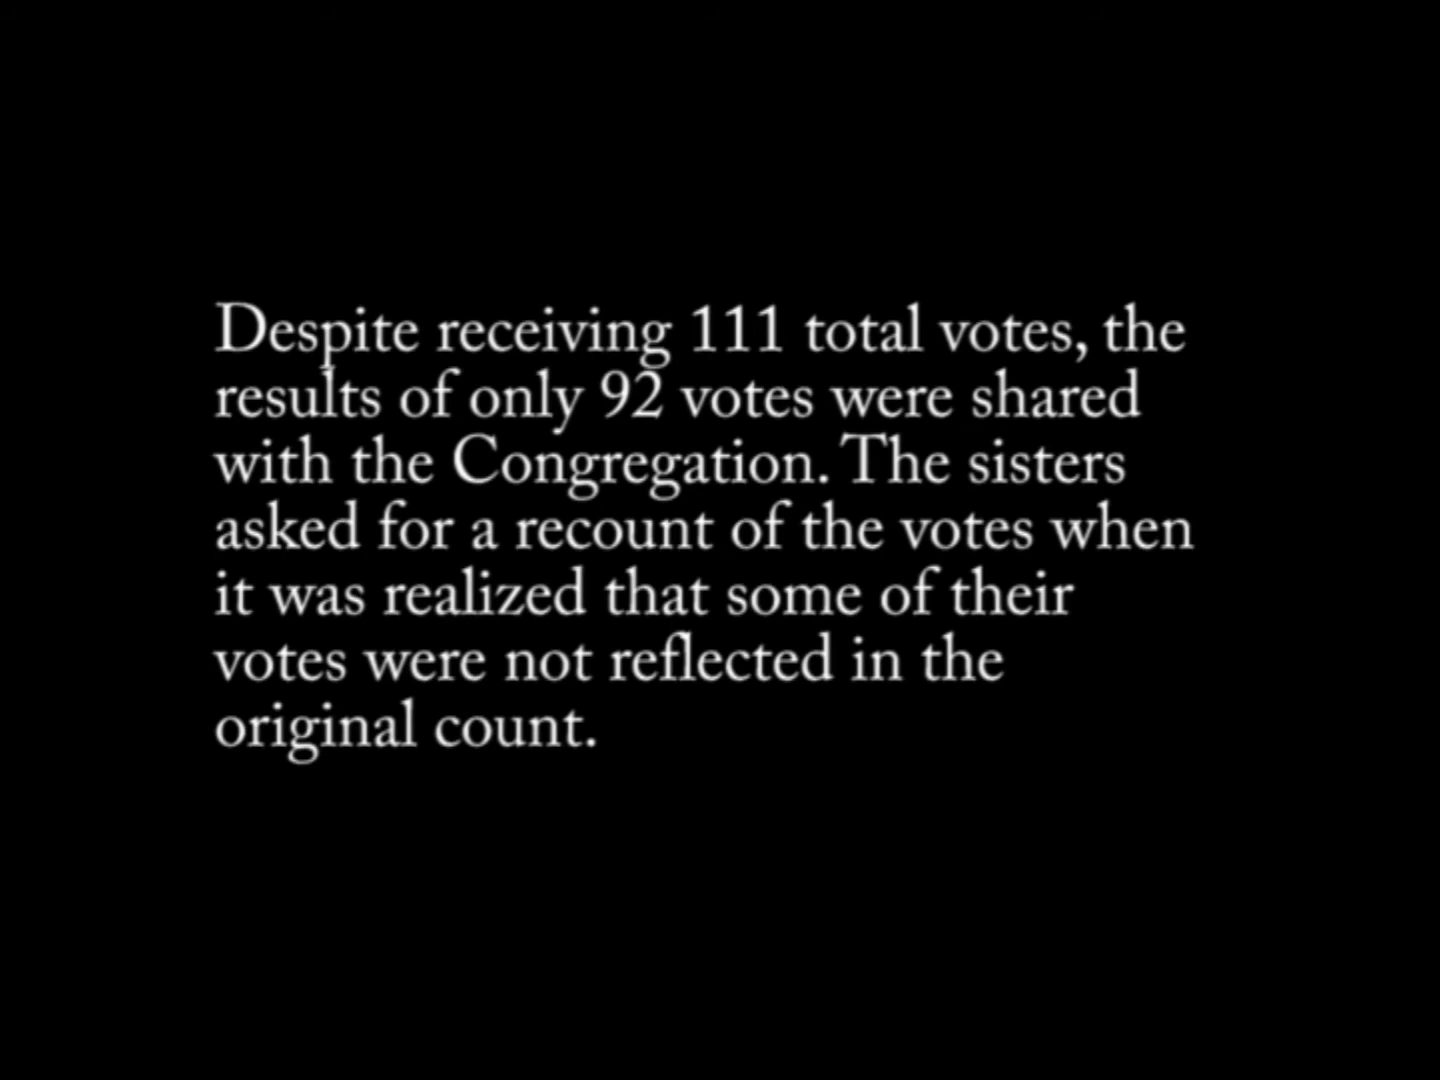 Despite receiving 111 total votes, the
results of only 92 votes were shared
with the Congregation. The sisters
asked for a recount of the votes when
it was realized that some of their
votes were not reflected in the
original count.